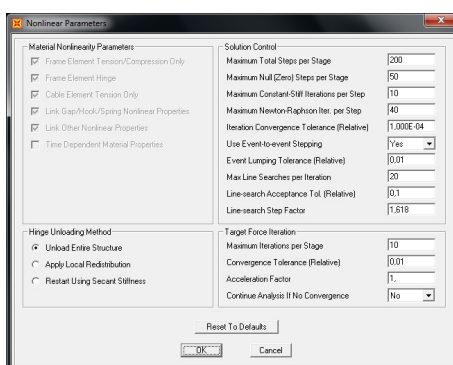 Nonlinear Parameters
Material Nonlinearity Parameters
Frame Element Tension/Compression Only
Frame Element Hinge
Cable Element Tension Only
Link Gap/Hook/Spring Nonlinear Properties
Link Other Nonlinear Properties
Time Dependent Material Properties
Solution Control
Maximum Total Steps per Stage 200
Maximum Null (Zero) Steps per Stage 50
Maximum Constant-Stiff Iterations per Step 10
Maximum Newton-Raphson Iter. per Step 40
Iteration Convergence Tolerance (Relative) 1,000E-04
Use Event-to-event Stepping Yes
Event Lumping Tolerance (Relative) 0,01
Max Line Searches per Iteration 20
Line-search Acceptance Tol. (Relative) 0,1
Line-search Step Factor 1,618
Hinge Unloading Method
Unload Entire Structure
Apply Local Redistribution
Restart Using Secant Stiffness
Target Force Iteration
Maximum Iterations per Stage 10
Convergence Tolerance (Relative) 0,01
Acceleration Factor 1,
Continue Analysis If No Convergence No
Reset To Defaults
OK Cancel